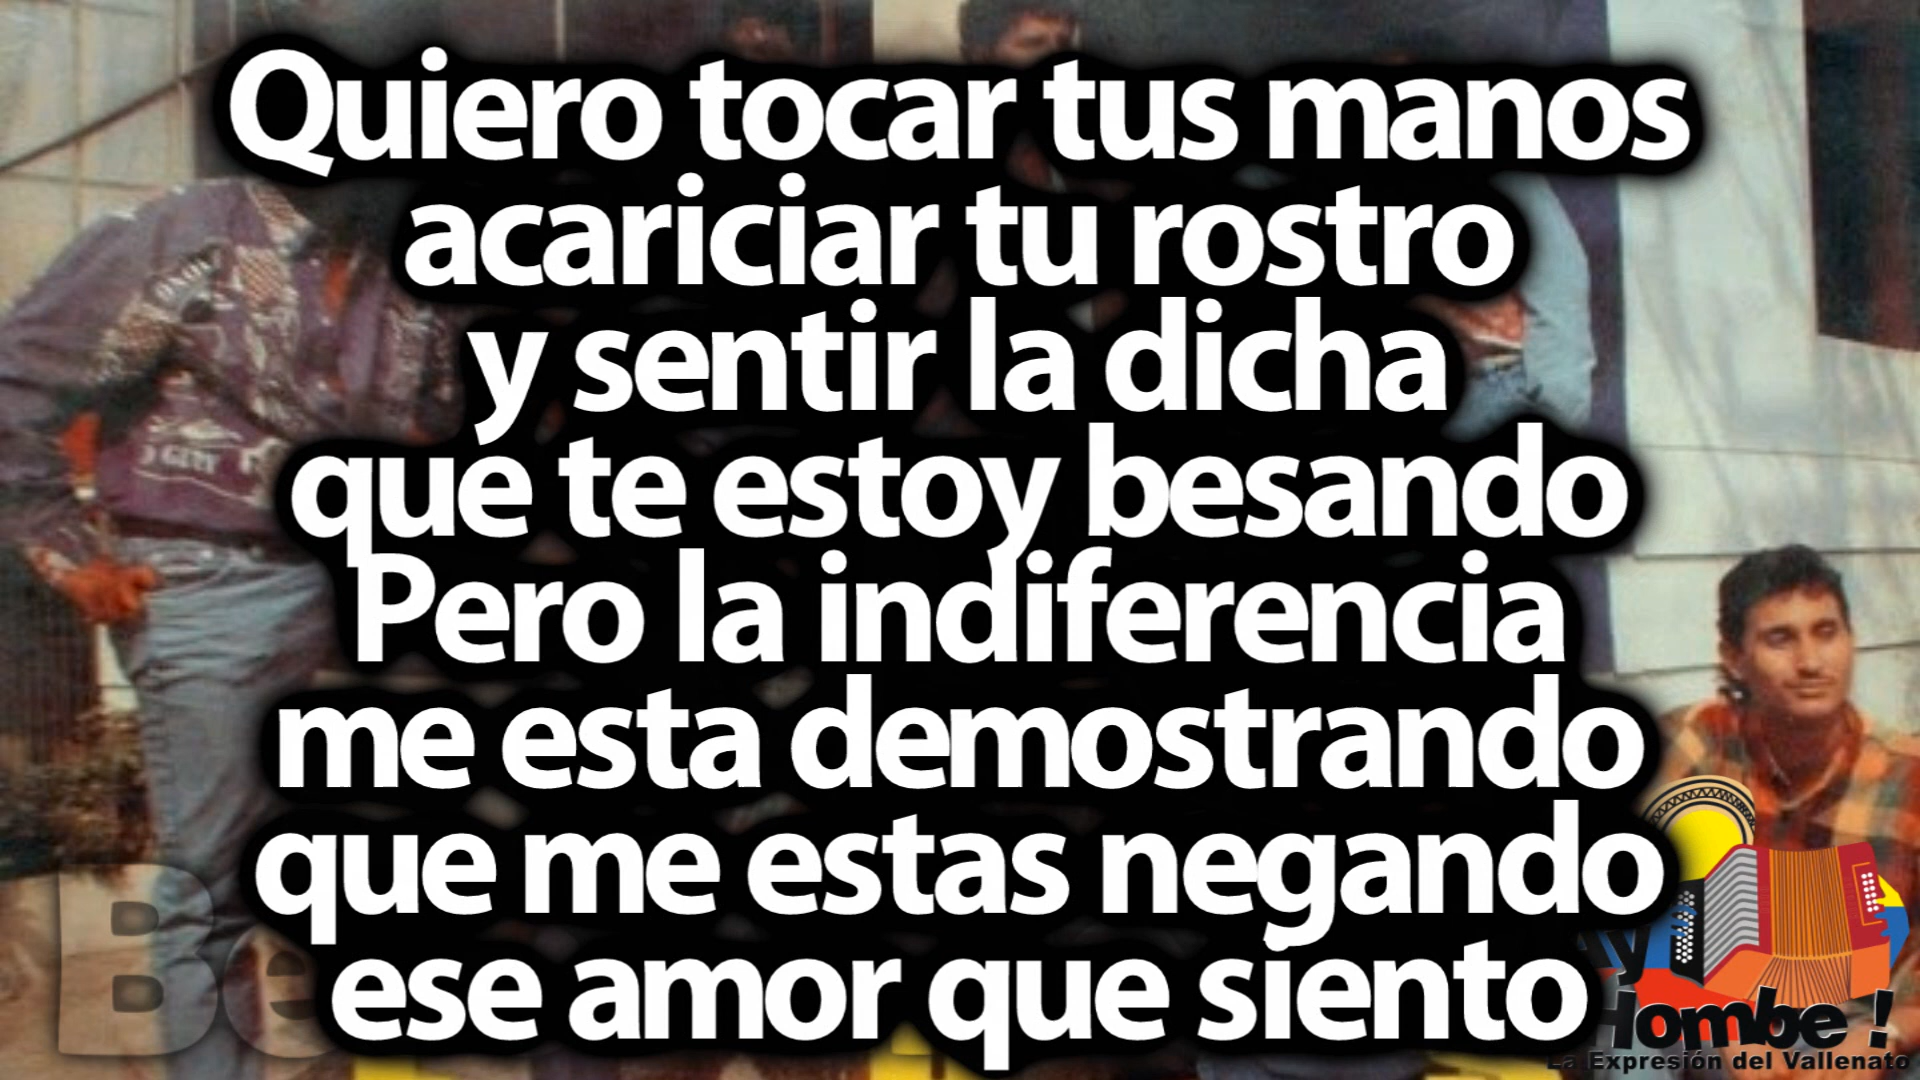 Quiero tocar tus manos
acariciar tu rostro
y sentir la dicha
que te estoy besando
Pero la indiferencia
me esta demostrando
que me estas negando
ese amor que siento
Hombe !
La Expresión del Vallenato